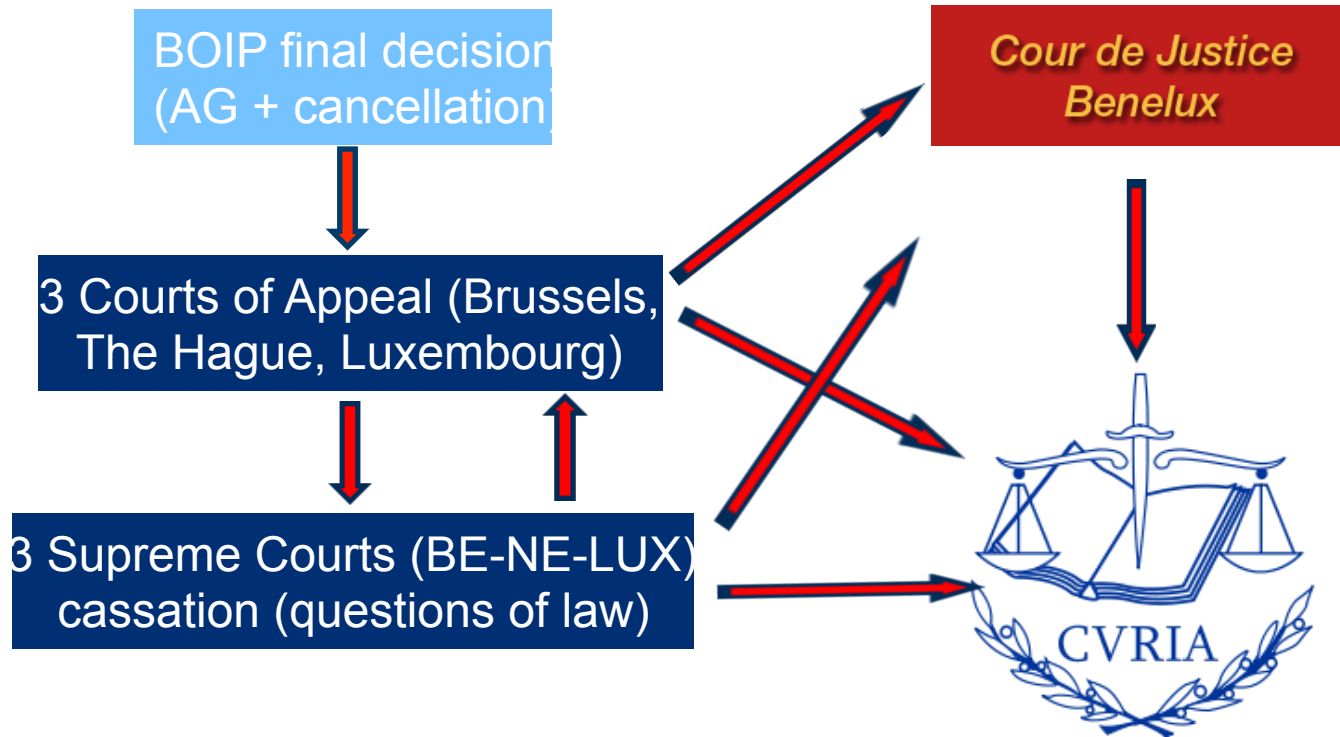 BOIP final decision
(AG + cancellation)
Cour de Justice
Benelux
3 Courts of Appeal (Brussels,
The Hague, Luxembourg)
3 Supreme Courts (BE-NE-LUX)
cassation (questions of law)
CVRIA